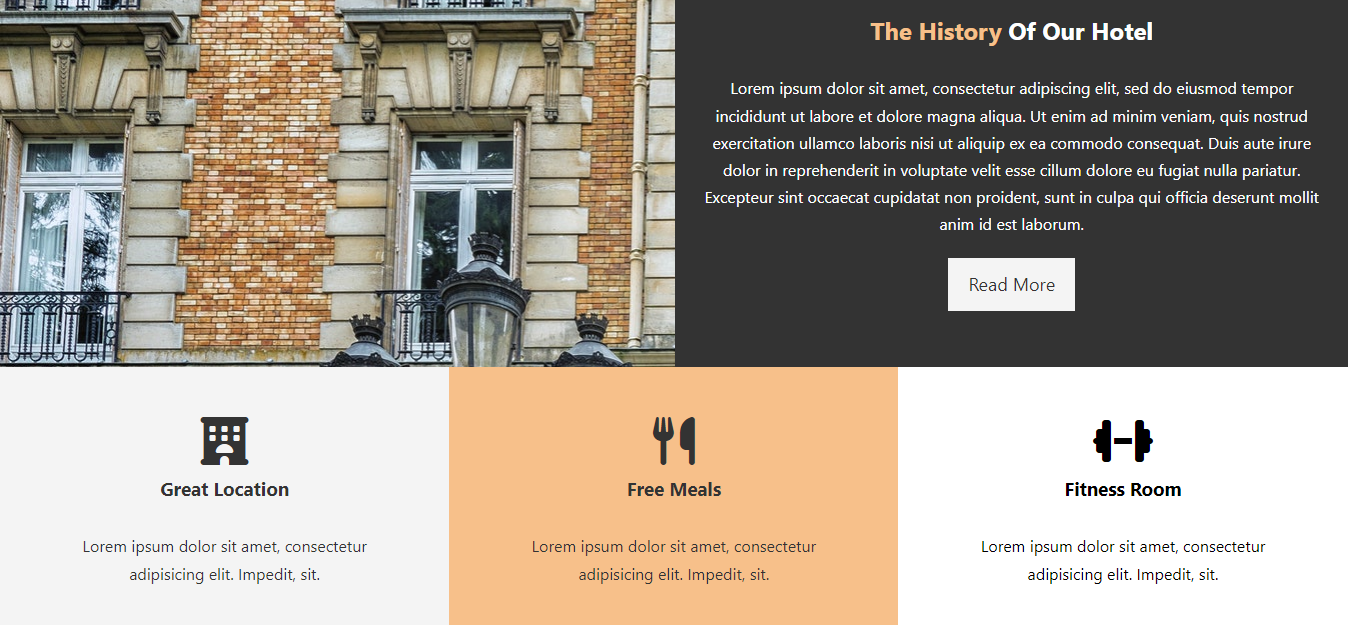 The History Of Our Hotel
Lorem ipsum dolor sit amet, consectetur adipiscing elit, sed do eiusmod tempor
incididunt ut labore et dolore magna aliqua. Ut enim ad minim veniam, quis nostrud
exercitation ullamco laboris nisi ut aliquip ex ea commodo consequat. Duis aute irure
dolor in reprehenderit in voluptate velit esse cillum dolore eu fugiat nulla pariatur.
Excepteur sint occaecat cupidatat non proident, sunt in culpa qui officia deserunt mollit
anim id est laborum.
Read More
Great Location
Lorem ipsum dolor sit amet, consectetur
adipisicing elit. Impedit, sit.
Free Meals
Lorem ipsum dolor sit amet, consectetur
adipisicing elit. Impedit, sit.
Fitness Room
Lorem ipsum dolor sit amet, consectetur
adipisicing elit. Impedit, sit.